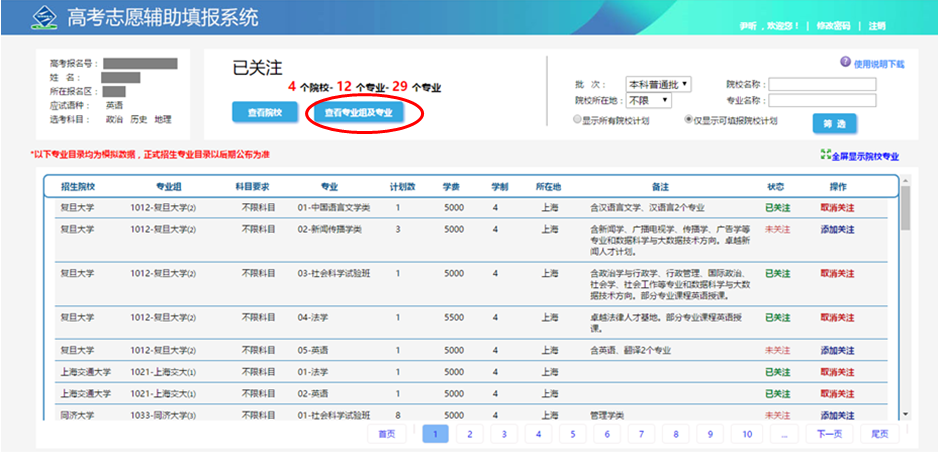 高考志愿辅助填报系统
尹昕，欢迎您！ | 修改密码 | 注销
高考报名号：
姓 名：
所在报名区：
应试语种： 英语
选考科目： 政治 历史 地理
已关注
4 个院校- 12 个专业- 29 个专业
查看院校 查看专业组及专业
使用说明下载
批 次： 本科普通批 院校名称：
院校所在地： 不限 专业名称：
显示所有院校计划 仅显示可填报院校计划 筛 选
*以下专业目录均为模拟数据，正式招生专业目录以后期公布为准
全屏显示院校专业
招生院校 专业组 科目要求 专业 计划数 学费 学制 所在地 备注 状态 操作
复旦大学 1012-复旦大学(2) 不限科目 01-中国语言文学类 1 5000 4 上海 含汉语言文学、汉语言2个专业 已关注 取消关注
复旦大学 1012-复旦大学(2) 不限科目 02-新闻传播学类 3 5000 4 上海 含新闻学、广播电视学、传播学、广告学等 未关注 添加关注
专业和数据科学与大数据技术方向。卓越新
闻人才计划。
复旦大学 1012-复旦大学(2) 不限科目 03-社会科学试验班 1 5000 4 上海 含政治学与行政学、行政管理、国际政治、 已关注 取消关注
社会学、社会工作等专业和数据科学与大数
据技术方向。部分专业课程英语授课。
复旦大学 1012-复旦大学(2) 不限科目 04-法学 1 5500 4 上海 卓越法律人才基地。部分专业课程英语授 已关注 取消关注
课。
复旦大学 1012-复旦大学(2) 不限科目 05-英语 1 5000 4 上海 含英语、翻译2个专业 未关注 添加关注
上海交通大学 1021-上海交大(1) 不限科目 01-法学 1 5000 4 上海 已关注 取消关注
上海交通大学 1021-上海交大(1) 不限科目 02-英语 1 5000 4 上海 已关注 取消关注
同济大学 1033-同济大学(3) 不限科目 01-社会科学试验班 8 5000 4 上海 管理学类 未关注 添加关注
首页 1 2 3 4 5 6 7 8 9 10 ... 下一页 尾页